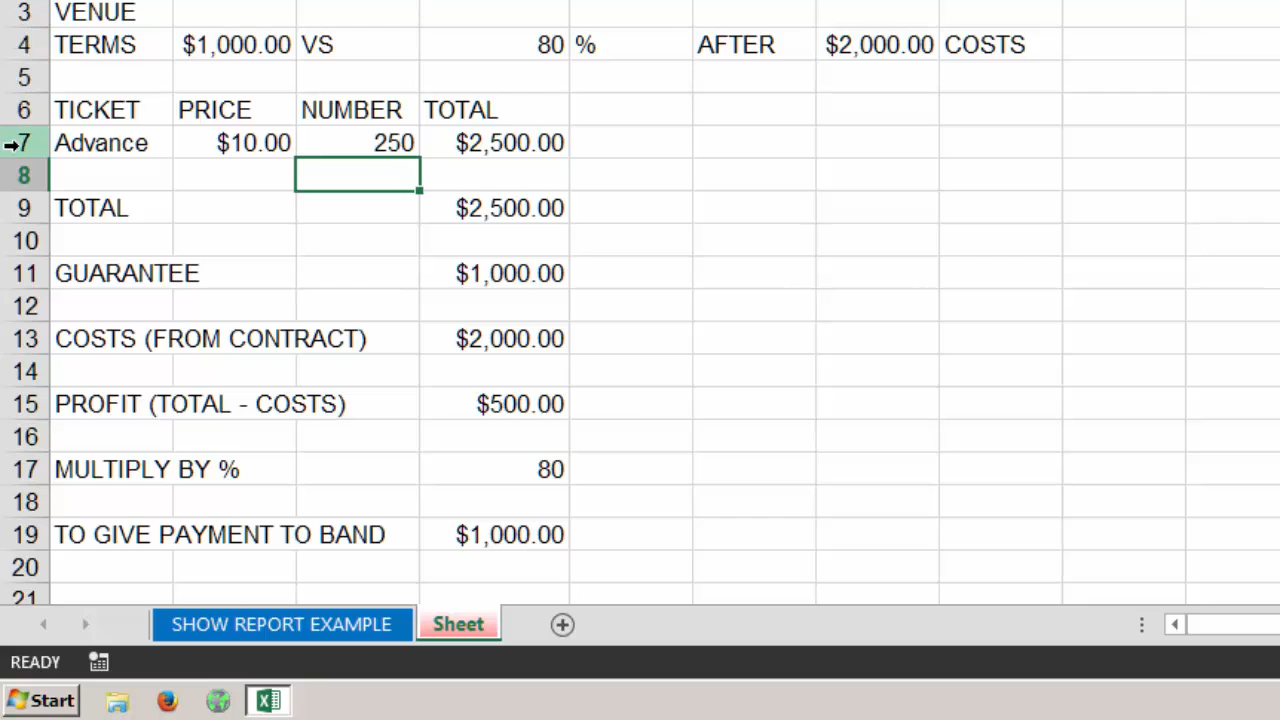 3 VENUE
4 TERMS $1,000.00 VS 80 % AFTER $2,000.00 COSTS
5
6 TICKET PRICE NUMBER TOTAL
7 Advance $10.00 250 $2,500.00
8
9 TOTAL $2,500.00
10
11 GUARANTEE $1,000.00
12
13 COSTS (FROM CONTRACT) $2,000.00
14
15 PROFIT (TOTAL - COSTS) $500.00
16
17 MULTIPLY BY % 80
18
19 TO GIVE PAYMENT TO BAND $1,000.00
20
21
SHOW REPORT EXAMPLE Sheet
READY
Start